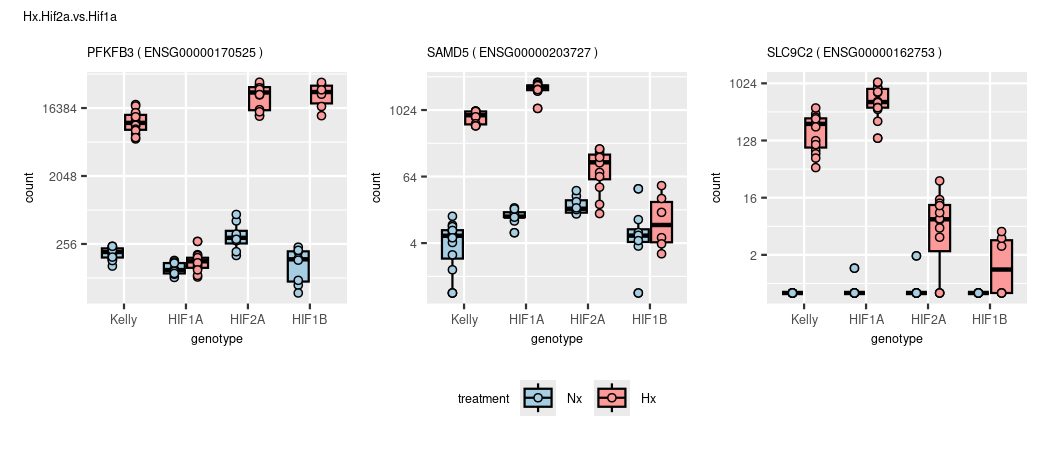 Hx.Hif2a.vs.Hif1a
PFKFB3 ( ENSG00000170525 )
16384
2048
256
count
Kelly HIF1A HIF2A HIF1B
genotype
SAMD5 ( ENSG00000203727 )
1024
64
4
count
Kelly HIF1A HIF2A HIF1B
genotype
SLC9C2 ( ENSG00000162753 )
1024
128
16
2
count
Kelly HIF1A HIF2A HIF1B
genotype
treatment Nx Hx